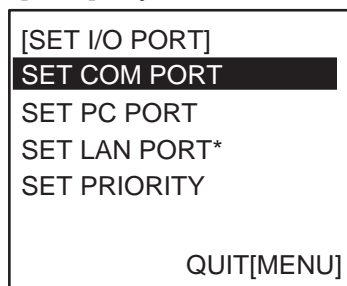 [SET I/O PORT]
SET COM PORT
SET PC PORT
SET LAN PORT*
SET PRIORITY
QUIT[MENU]